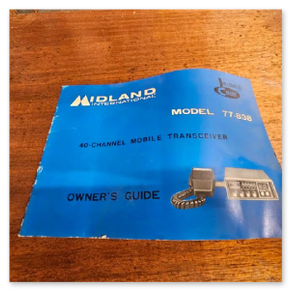 MIDLAND
INTERNATIONAL
MODEL 77-838
40-CHANNEL MOBILE TRANSCEIVER
OWNER'S GUIDE